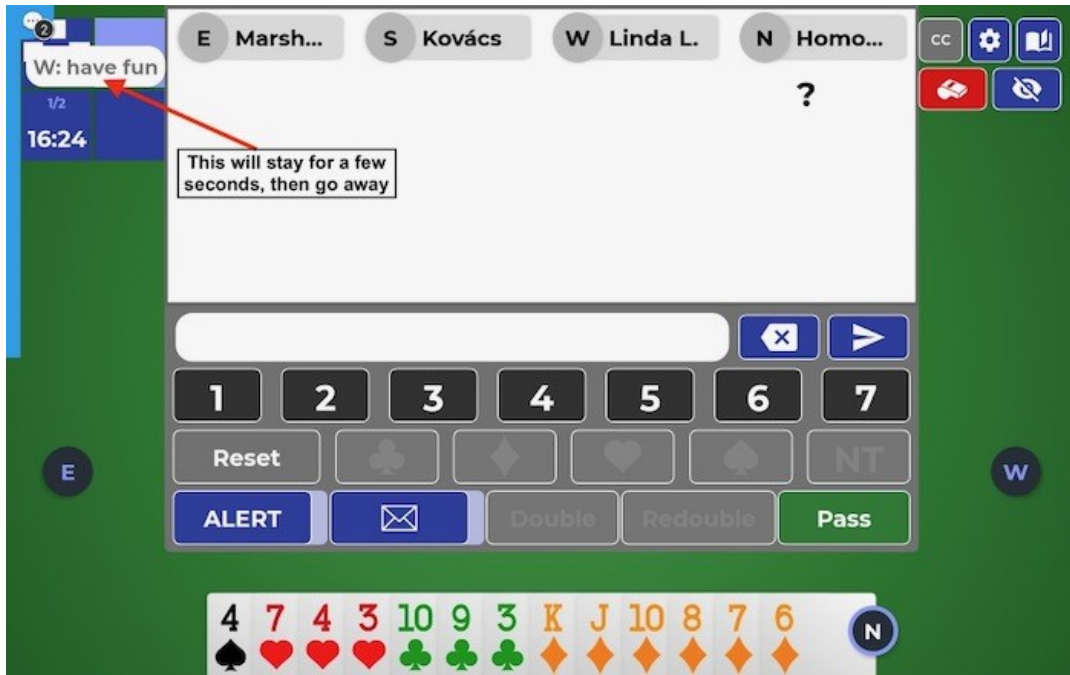 2
W: have fun
1/2
16:24
E Marsh... S Kovács W Linda L. N Homo...
?
This will stay for a few
seconds, then go away
CC
1 2 3 4 5 6 7
Reset NT
ALERT Double Redouble Pass
E
W
4 7 4 3 10 9 3 K J 10 8 7 6
N